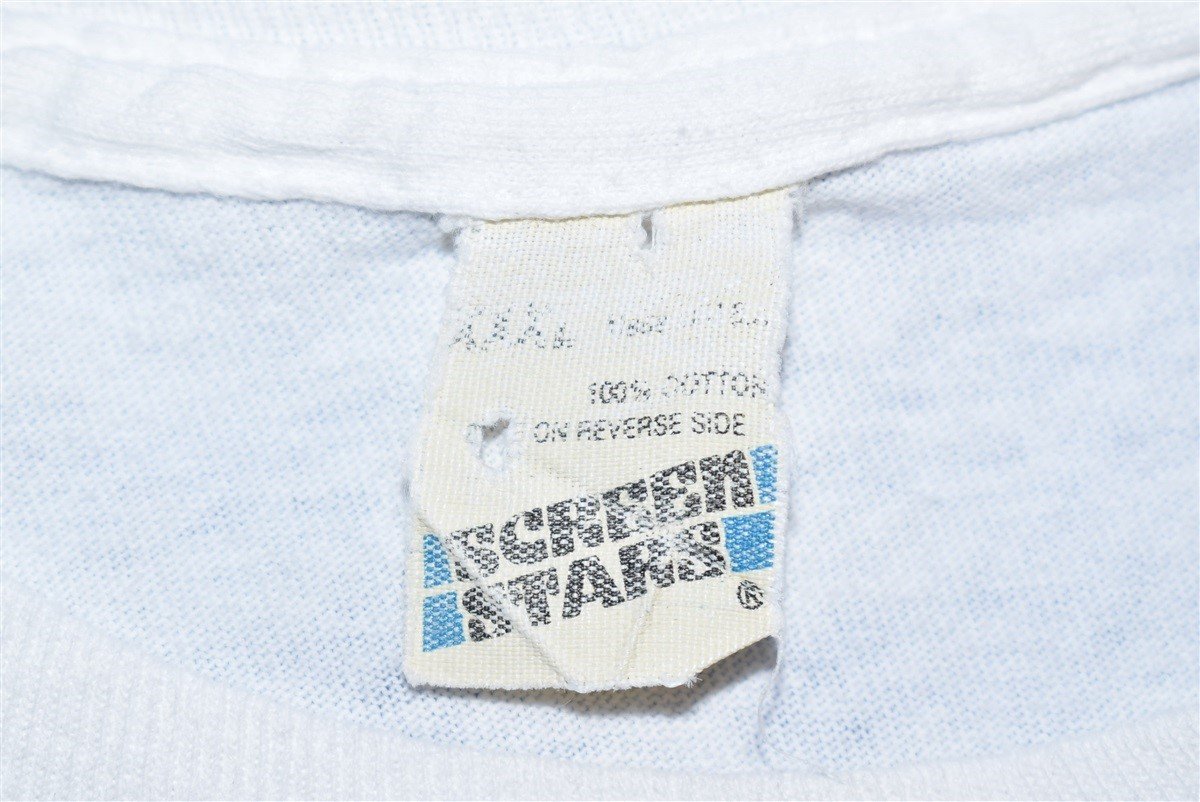 100% COTTON
ON REVERSE SIDE
SCREEN
STARS
®